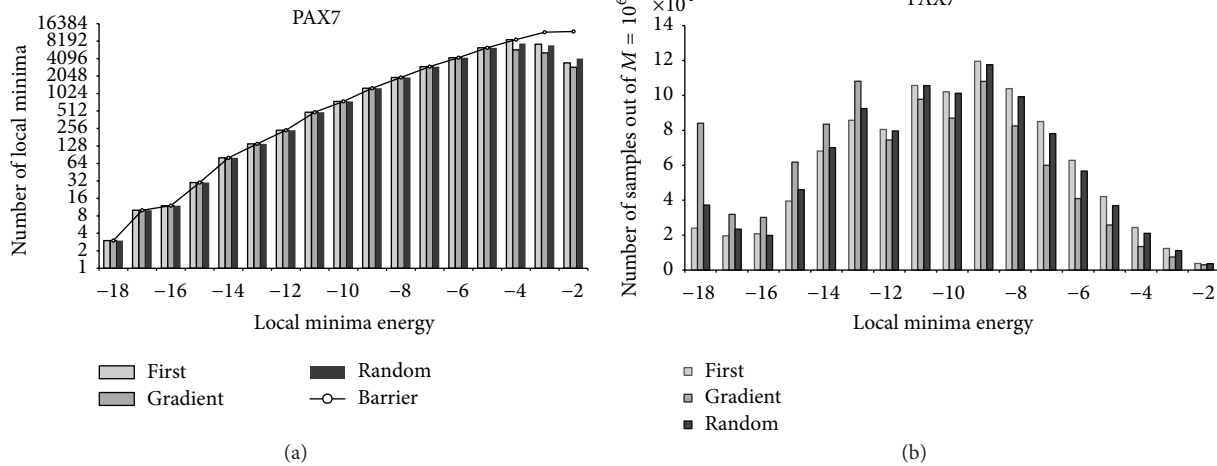 PAX7
16384
8192
4096
2048
1024
512
256
128
64
32
16
8
4
2
1
Number of local minima
−18 −16 −14 −12 −10 −8 −6 −4 −2
Local minima energy
First
Gradient
Random
Barrier
(a)
PAX7
14
12
10
8
6
4
2
0
Number of samples out of M = 10⁶
−18 −16 −14 −12 −10 −8 −6 −4 −2
Local minima energy
First
Gradient
Random
(b)